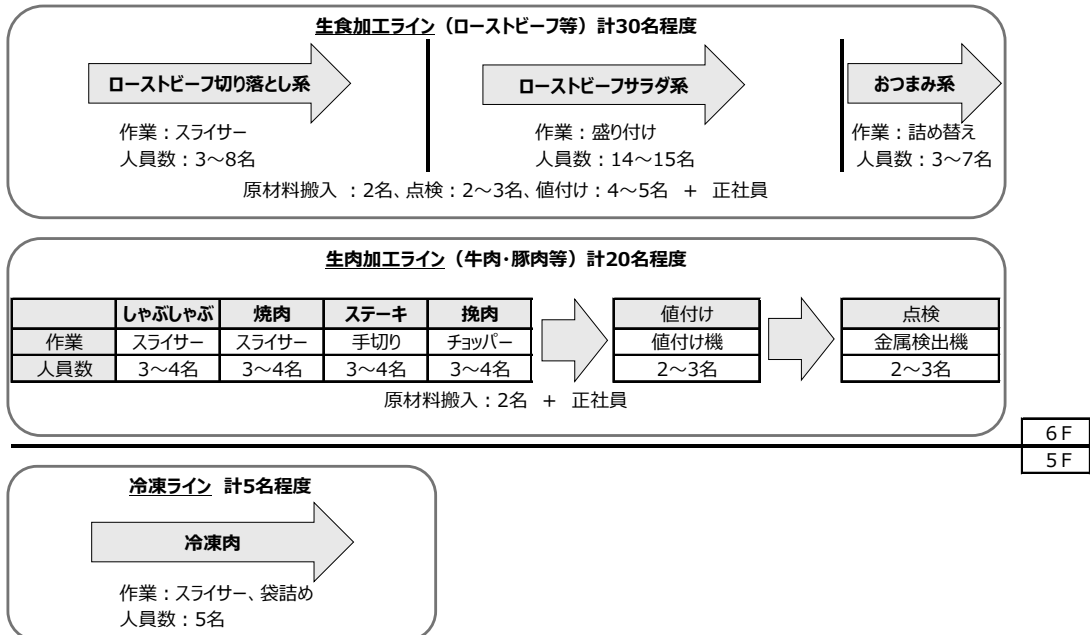 生食加工ライン（ローストビーフ等）計30名程度
ローストビーフ切り落とし系
ローストビーフサラダ系
おつまみ系
作業：スライサー
人員数：3～8名
作業：盛り付け
人員数：14～15名
作業：詰め替え
人員数：3～7名
原材料搬入 ：2名、点検：2～3名、値付け：4～5名 + 正社員
生肉加工ライン（牛肉・豚肉等）計20名程度
しゃぶしゃぶ 焼肉 ステーキ 挽肉 値付け 点検
作業 スライサー スライサー 手切り チョッパー 値付け機 金属検出機
人員数 3～4名 3～4名 3～4名 3～4名 2～3名 2～3名
原材料搬入：2名 + 正社員
6F
5F
冷凍ライン 計5名程度
冷凍肉
作業：スライサー、袋詰め
人員数：5名